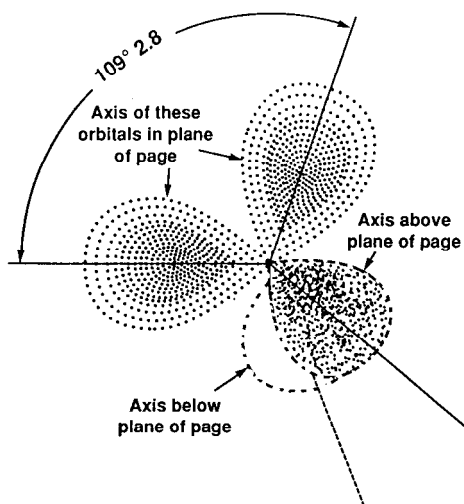 109° 2.8
Axis of these
orbitals in plane
of page
Axis above
plane of page
Axis below
plane of page